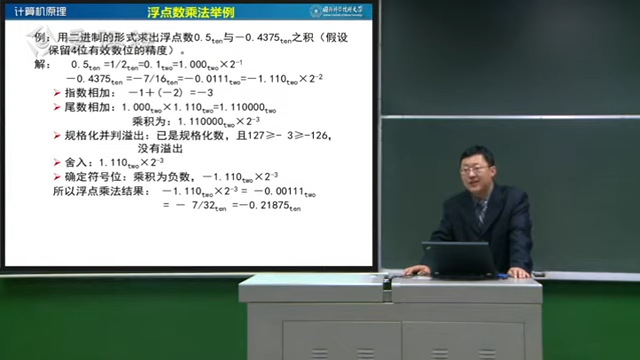 计算机原理
浮点数乘法举例
国防科学技术大学
例：用二进制的形式求出浮点数0.5ten与－0.4375ten之积（假设
保留4位有效数位的精度）。
解： 0.5ten =1/2ten=0.1two=1.000two×2-1
－0.4375ten =－7/16ten=－0.0111two=－1.110two×2-2
➢ 指数相加： －1＋(－2) =－3
➢ 尾数相加： 1.000two×1.110two=1.110000two
乘积为：1.110000two×2-3
➢ 规格化并判溢出：已是规格化数，且127≥－ 3≥-126,
没有溢出
➢ 舍入：1.110two×2-3
➢ 确定符号位：乘积为负数，－1.110two×2-3
所以浮点乘法结果： －1.110two×2-3 = －0.00111two
= － 7/32ten =－0.21875ten